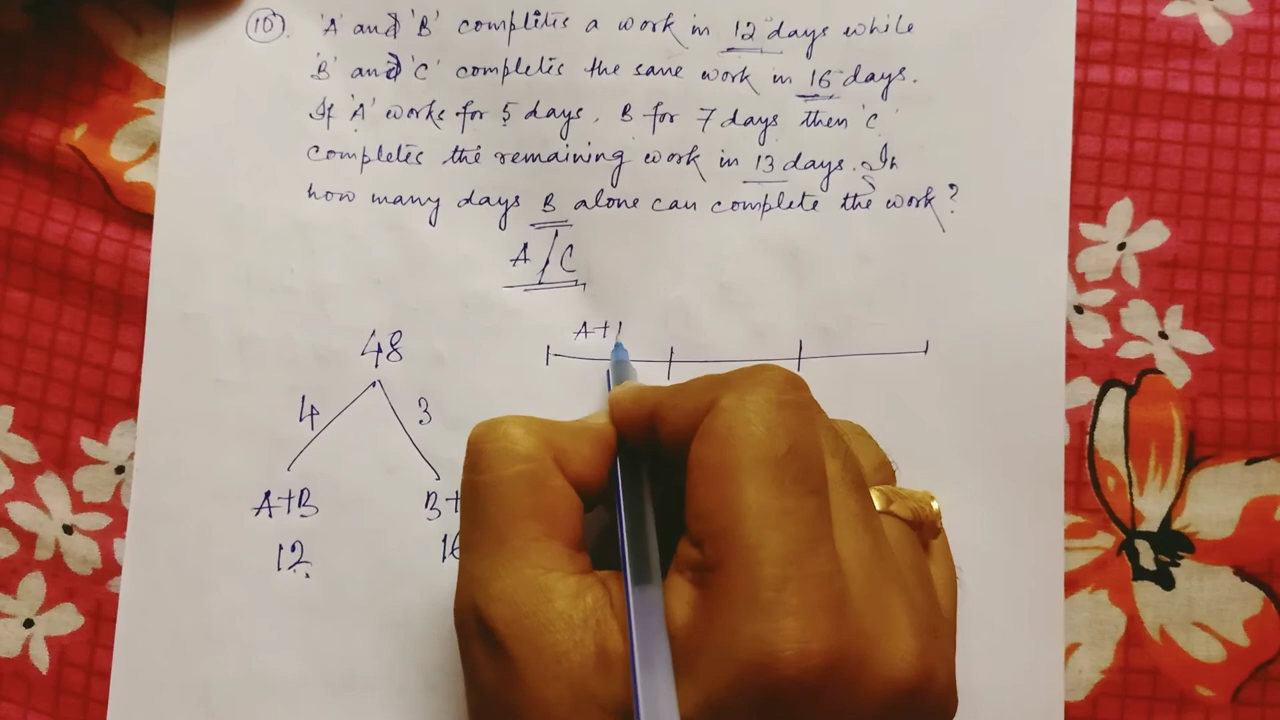 10. 'A' and 'B' completes a work in 12 days while
'B' and 'C' completes the same work in 16 days.
If 'A' works for 5 days, B for 7 days then 'C'
completes the remaining work in 13 days. In
how many days B alone can complete the work?
A / C
48
A+
4 3
A+B B+
12 16